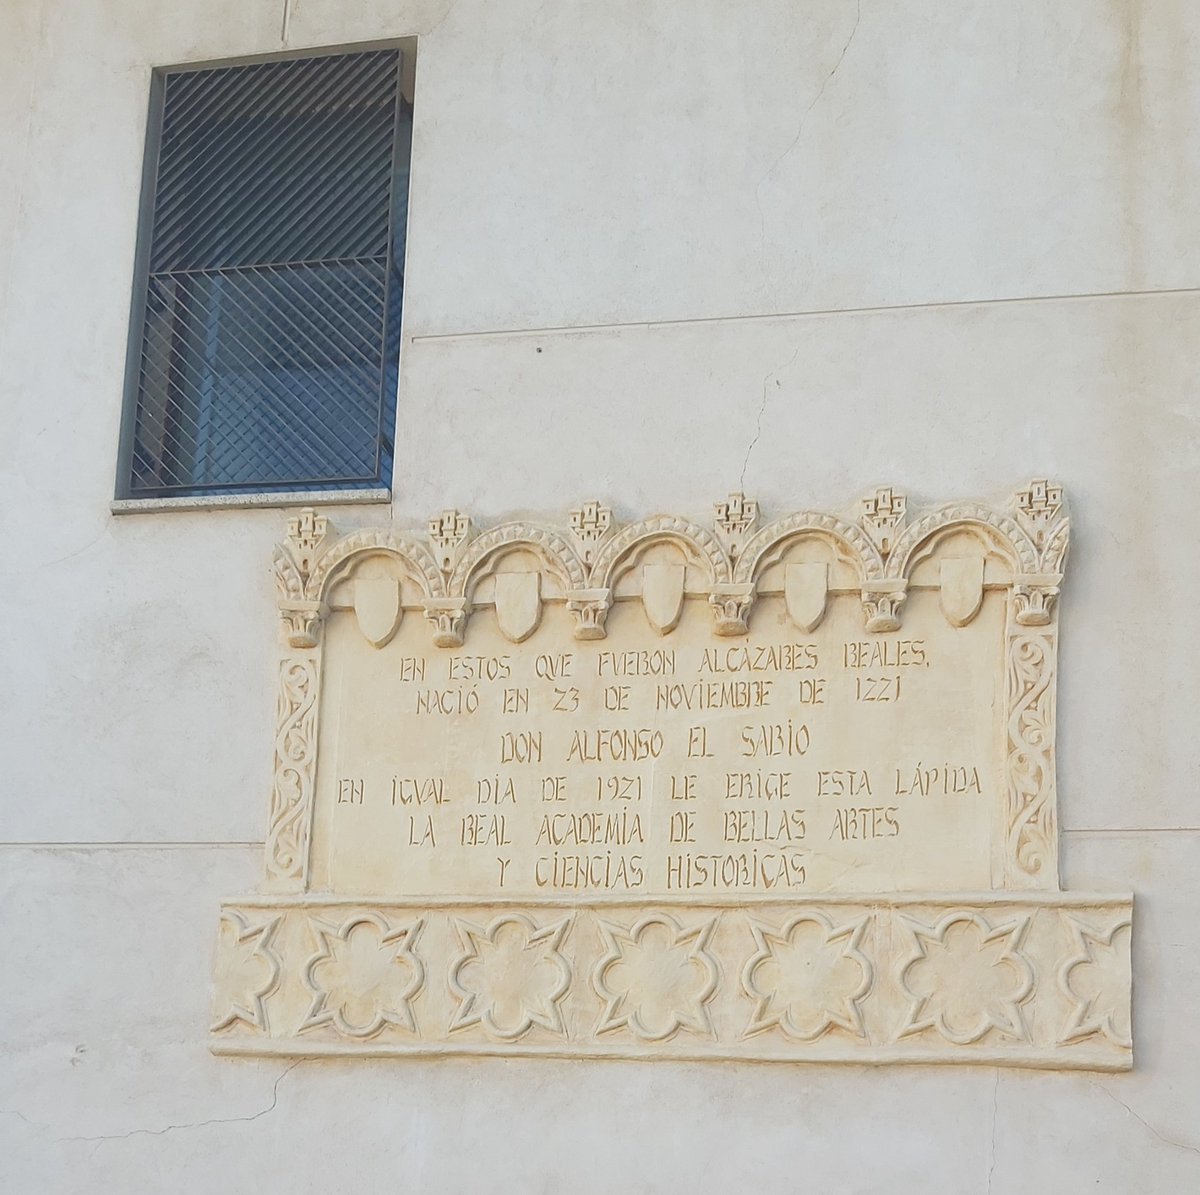 EN ESTOS QVE FVERON ALCÁZARES REALES.
NACIÓ EN 23 DE NOVIEMBRE DE 1221
DON ALFONSO EL SABIO
EN IGVAL DIA DE 1921 LE ERIGE ESTA LÁPIDA
LA REAL ACADEMIA DE BELLAS ARTES
Y CIENCIAS HISTORICAS